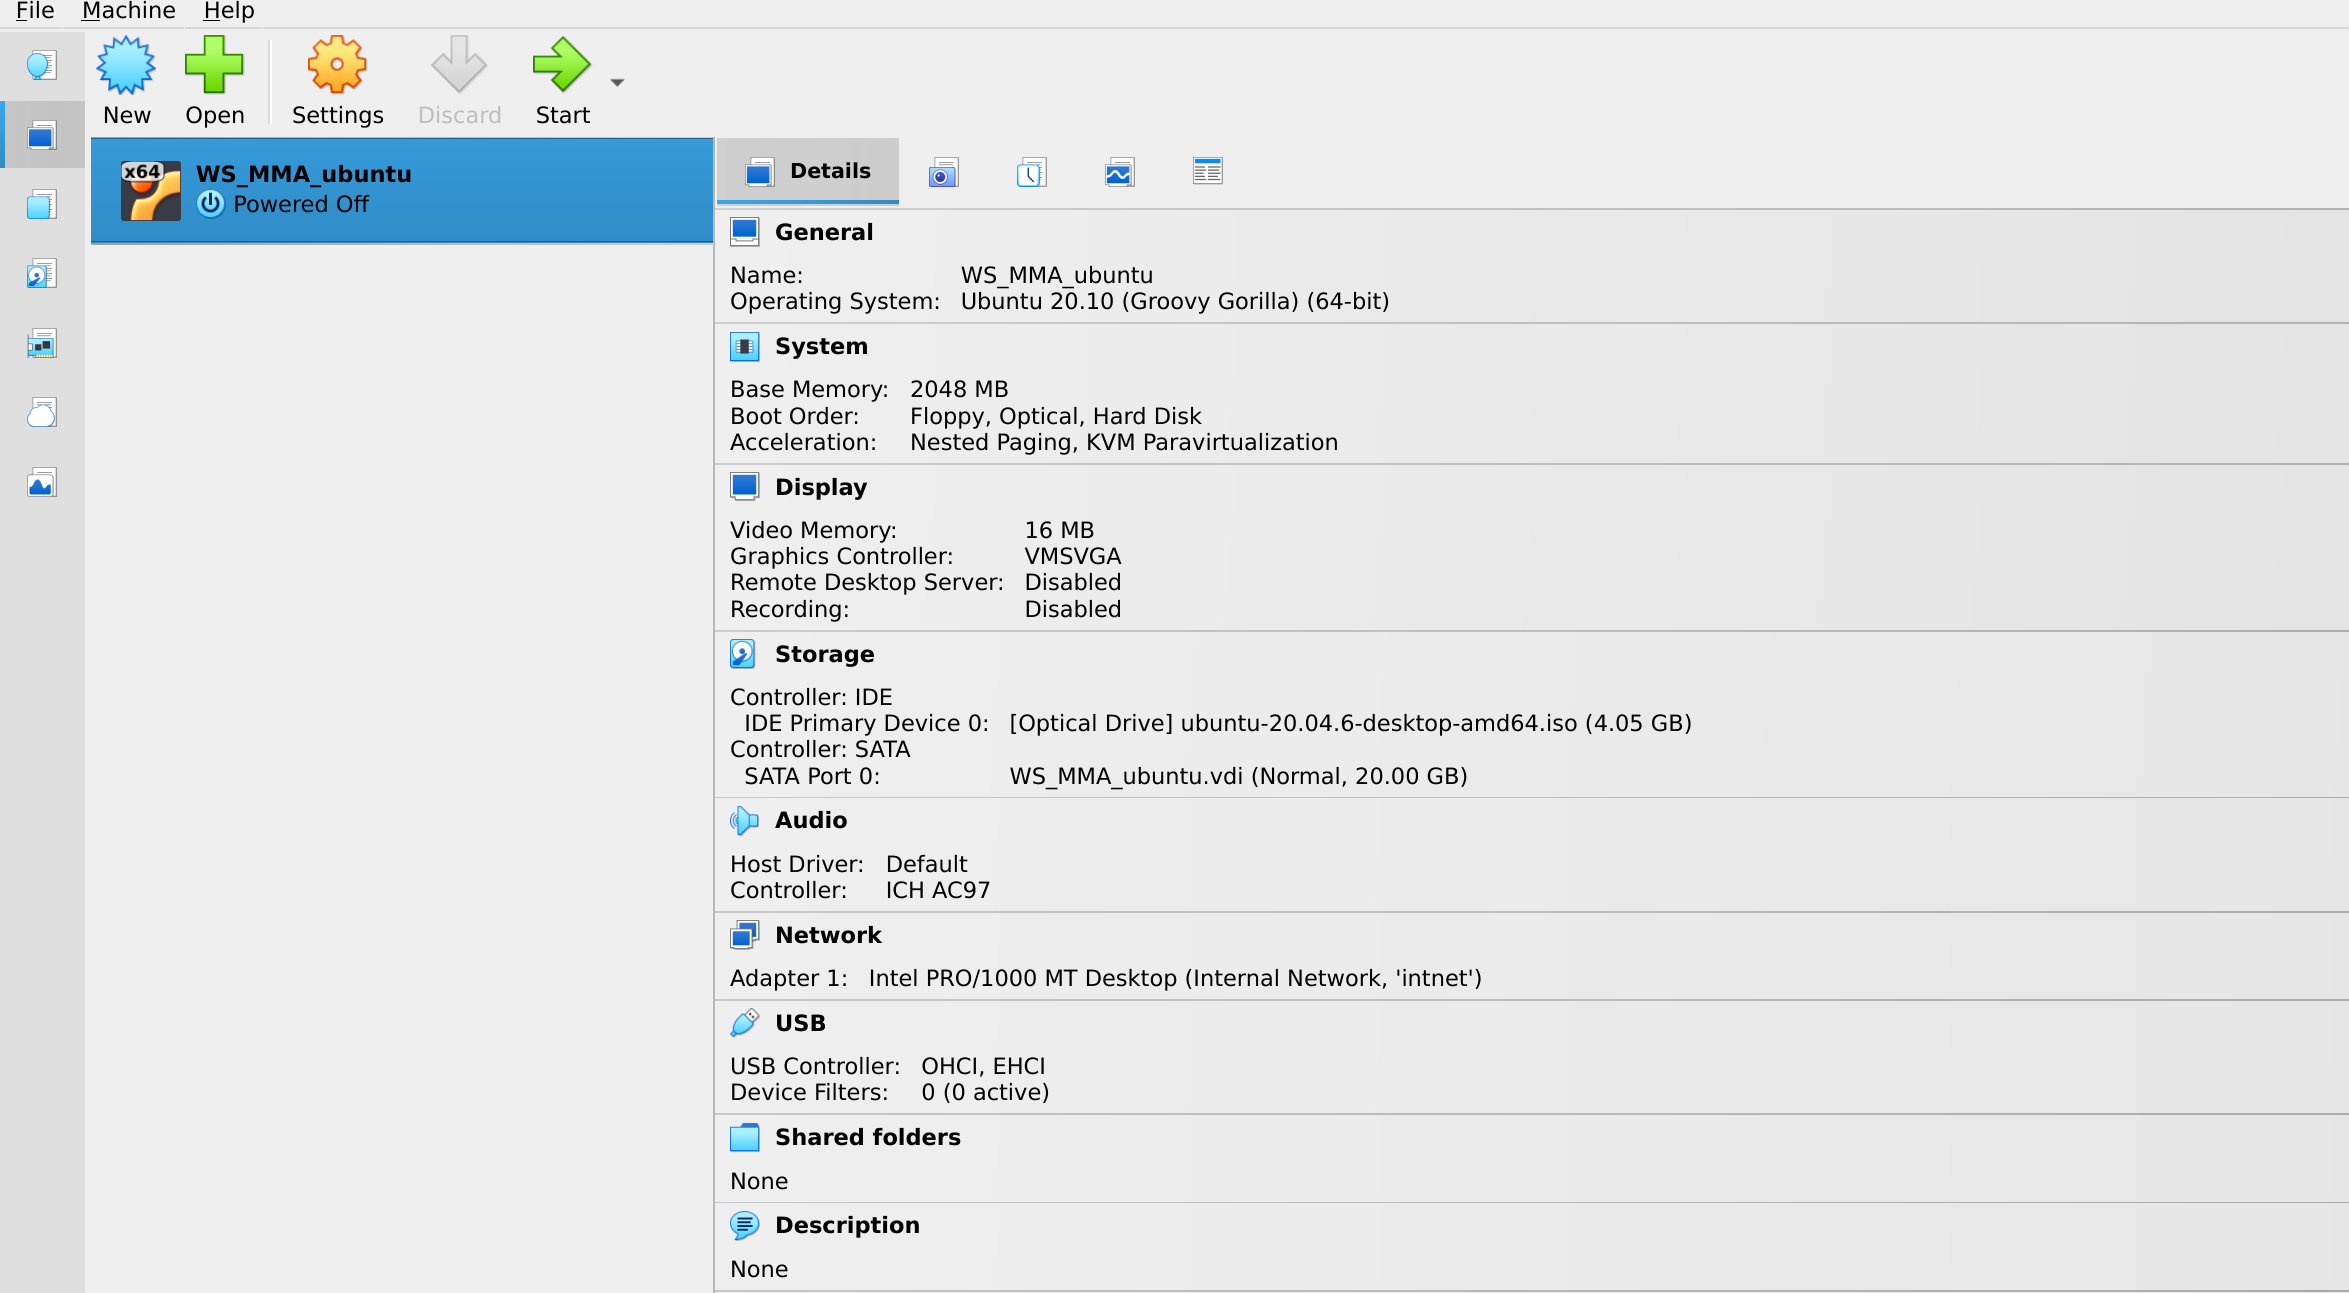 File Machine Help
New Open Settings Discard Start
x64 WS_MMA_ubuntu
Powered Off
Details
General
Name: WS_MMA_ubuntu
Operating System: Ubuntu 20.10 (Groovy Gorilla) (64-bit)
System
Base Memory: 2048 MB
Boot Order: Floppy, Optical, Hard Disk
Acceleration: Nested Paging, KVM Paravirtualization
Display
Video Memory: 16 MB
Graphics Controller: VMSVGA
Remote Desktop Server: Disabled
Recording: Disabled
Storage
Controller: IDE
IDE Primary Device 0: [Optical Drive] ubuntu-20.04.6-desktop-amd64.iso (4.05 GB)
Controller: SATA
SATA Port 0: WS_MMA_ubuntu.vdi (Normal, 20.00 GB)
Audio
Host Driver: Default
Controller: ICH AC97
Network
Adapter 1: Intel PRO/1000 MT Desktop (Internal Network, 'intnet')
USB
USB Controller: OHCI, EHCI
Device Filters: 0 (0 active)
Shared folders
None
Description
None